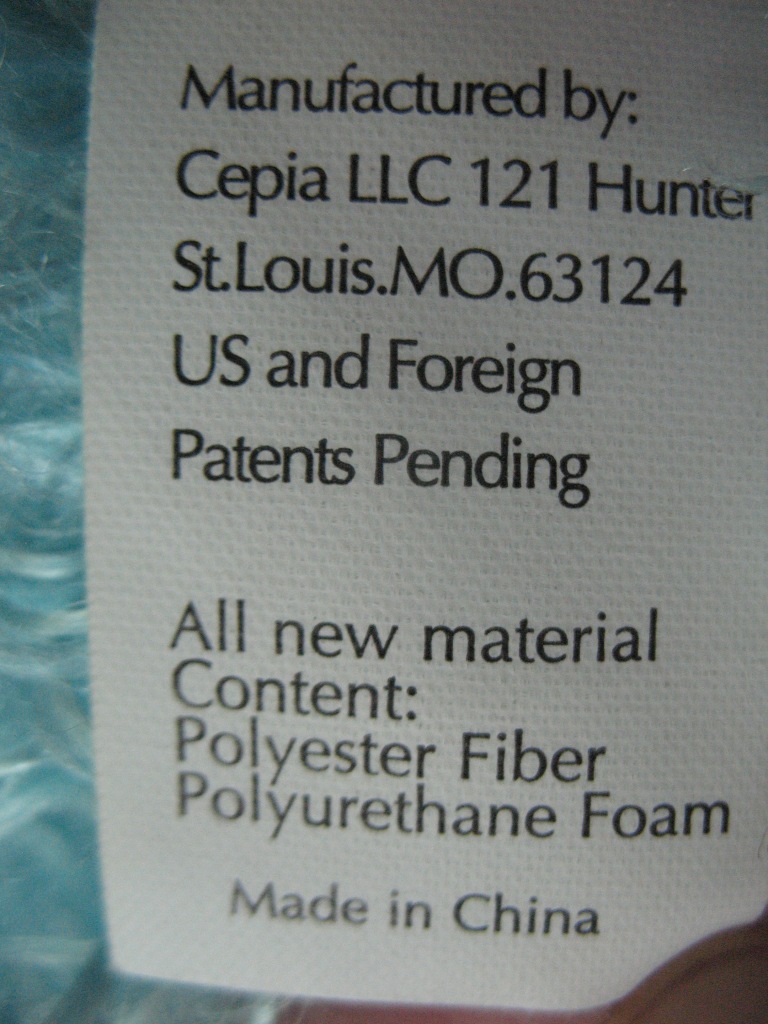 Manufactured by:
Cepia LLC 121 Hunter
St.Louis.MO.63124
US and Foreign
Patents Pending
All new material
Content:
Polyester Fiber
Polyurethane Foam
Made in China